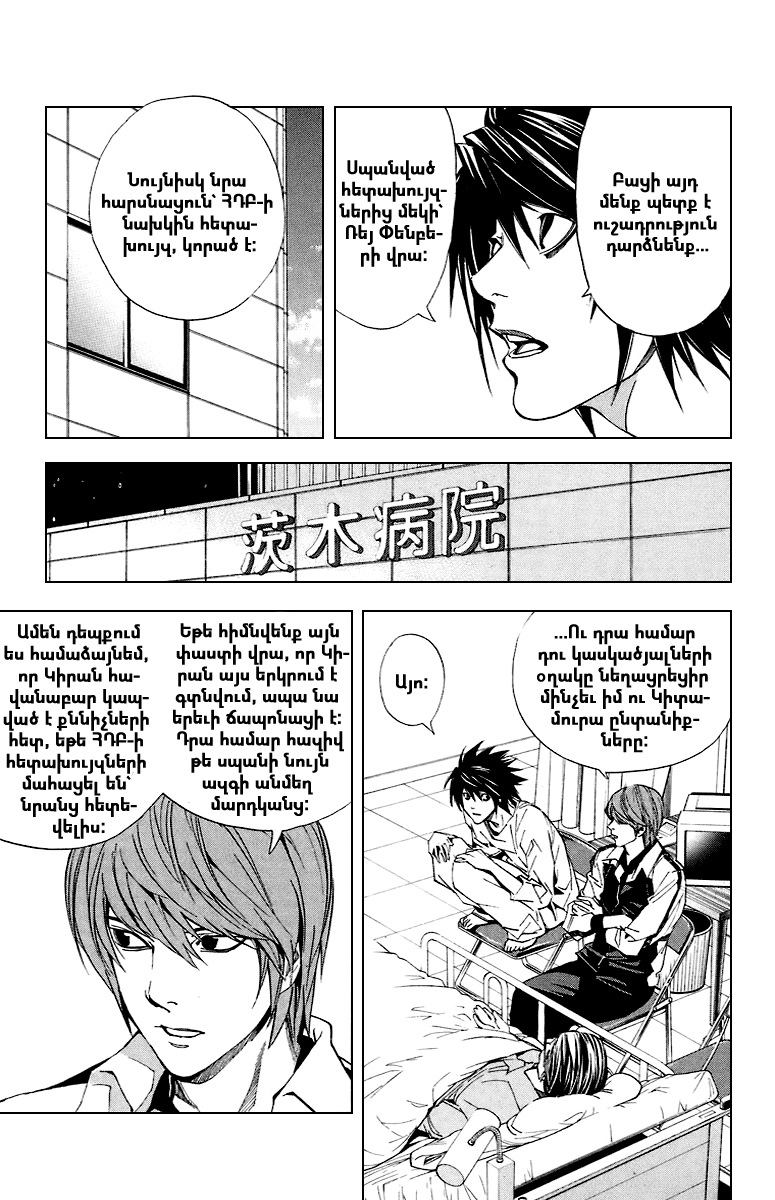 Բացի այդ
մենք պետք է
ուշադրություն
դարձնենք...
Սպանված
հետախույզ-
ներից մեկի՝
Ռեյ Փենբե-
րի վրա:
Նույնիսկ նրա
հարսնացուն՝ ՀԴԲ-ի
նախկին հետա-
խույզ, կորած է:
茨木病院
...Ու դրա համար
դու կասկածյալների
օղակը նեղացրեցիր
մինչեւ իմ ու Կիտա-
մուրա ընտանիք-
ները:
Այո:
Եթե հիմնվենք այն
փաստի վրա, որ Կի-
րան այս երկրում է
գտնվում, ապա նա
երեւի ճապոնացի է:
Դրա համար հազիվ
թե սպանի նույն
ազգի անմեղ
մարդկանց:
Ամեն դեպքում
ես համաձայնեմ,
որ Կիրան հա-
վանաբար կապ-
ված է քննիչների
հետ, եթե ՀԴԲ-ի
հետախույզների
մահացել են՝
նրանց հետե-
վելիս: